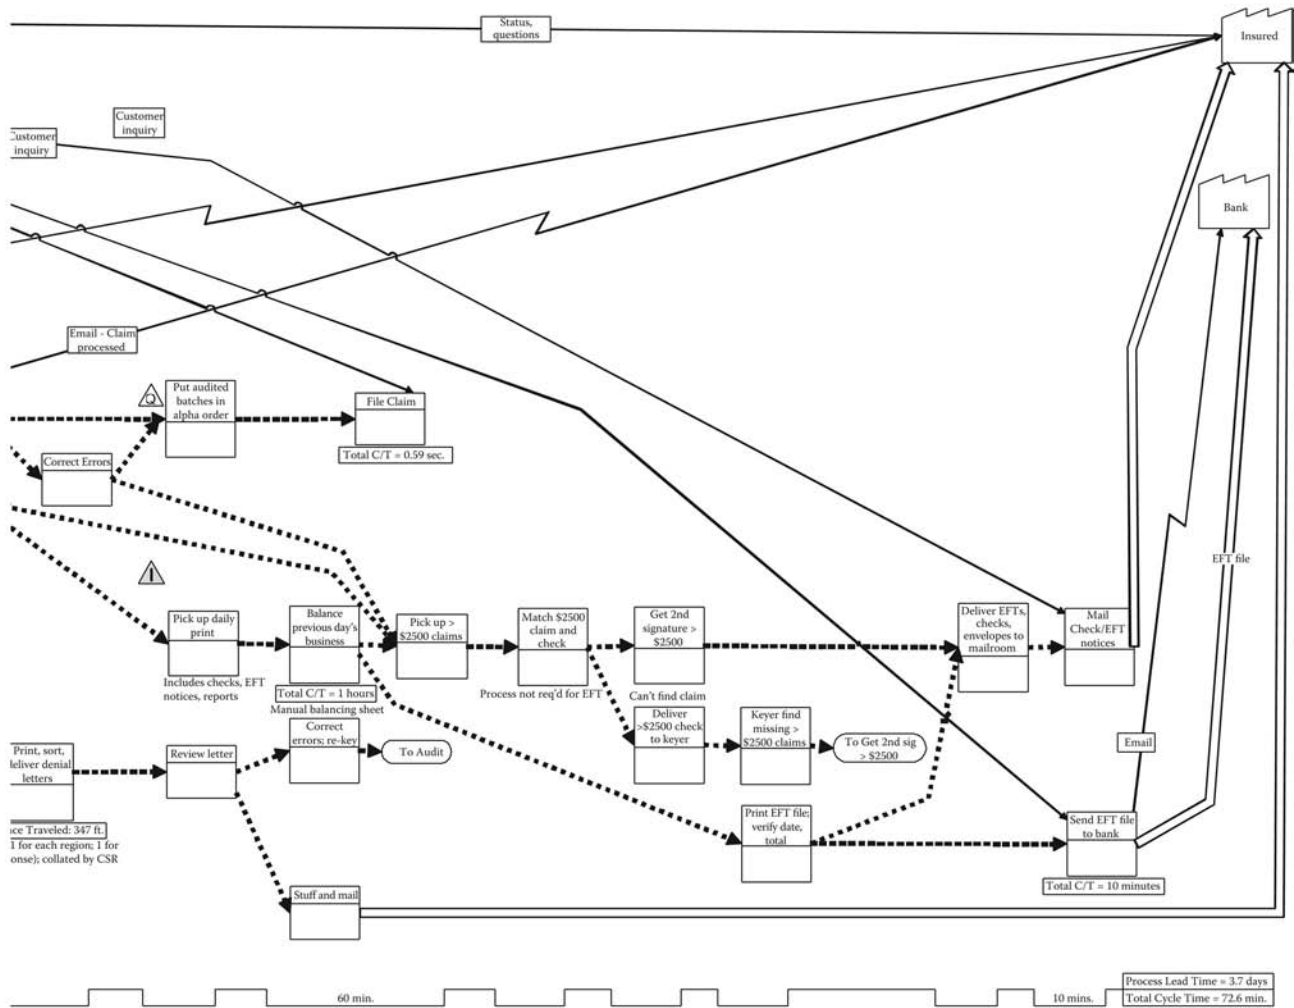 Status,
questions
Insured
Customer
inquiry
Customer
inquiry
Bank
Email - Claim
processed
Put audited
batches in
alpha order
Q
File Claim
Total C/T = 0.59 sec.
Correct Errors
EFT file
I
Pick up daily
print
Includes checks, EFT
notices, reports
Balance
previous day's
business
Total C/T = 1 hours
Manual balancing sheet
Pick up >
$2500 claims
Match $2500
claim and
check
Process not req'd for EFT
Get 2nd
signature >
$2500
Can't find claim
Deliver EFTs,
checks,
envelopes to
mailroom
Mail
Check/EFT
notices
Deliver
>$2500 check
to keyer
Keyer find
missing >
$2500 claims
To Get 2nd sig
> $2500
Email
Print, sort,
deliver denial
letters
nce Traveled: 347 ft.
1 for each region; 1 for
onse); collated by CSR
Review letter
Correct
errors; re-key
To Audit
Print EFT file;
verify date,
total
Send EFT file
to bank
Total C/T = 10 minutes
Stuff and mail
60 min.
10 mins.
Process Lead Time = 3.7 days
Total Cycle Time = 72.6 min.